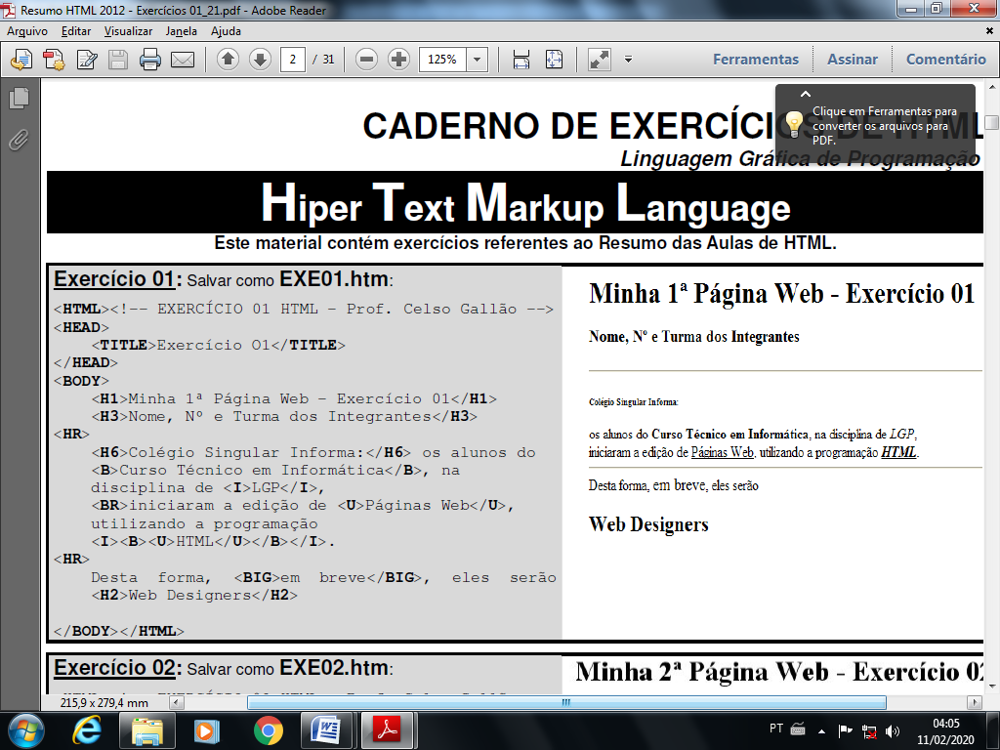 Resumo HTML 2012 - Exercícios 01_21.pdf - Adobe Reader
Arquivo Editar Visualizar Janela Ajuda
2 / 31 125% Ferramentas Assinar Comentário
Clique em Ferramentas para
converter os arquivos para
PDF.
CADERNO DE EXERCÍCIOS DE HTML
Linguagem Gráfica de Programação
Hiper Text Markup Language
Este material contém exercícios referentes ao Resumo das Aulas de HTML.
Exercício 01: Salvar como EXE01.htm:
<HTML><!-- EXERCÍCIO 01 HTML – Prof. Celso Gallão -->
<HEAD>
<TITLE>Exercício O1</TITLE>
</HEAD>
<BODY>
<H1>Minha 1ª Página Web – Exercício 01</H1>
<H3>Nome, Nº e Turma dos Integrantes</H3>
<HR>
<H6>Colégio Singular Informa:</H6> os alunos do
<B>Curso Técnico em Informática</B>, na
disciplina de <I>LGP</I>,
<BR>iniciaram a edição de <U>Páginas Web</U>,
utilizando a programação
<I><B><U>HTML</U></B></I>.
<HR>
Desta forma, <BIG>em breve</BIG>, eles serão
<H2>Web Designers</H2>
</BODY></HTML>
Minha 1ª Página Web - Exercício 01
Nome, Nº e Turma dos Integrantes
Colégio Singular Informa:
os alunos do Curso Técnico em Informática, na disciplina de LGP,
iniciaram a edição de Páginas Web, utilizando a programação HTML.
Desta forma, em breve, eles serão
Web Designers
Exercício 02: Salvar como EXE02.htm:
Minha 2ª Página Web - Exercício 02
215,9 x 279,4 mm
PT
04:05
11/02/2020